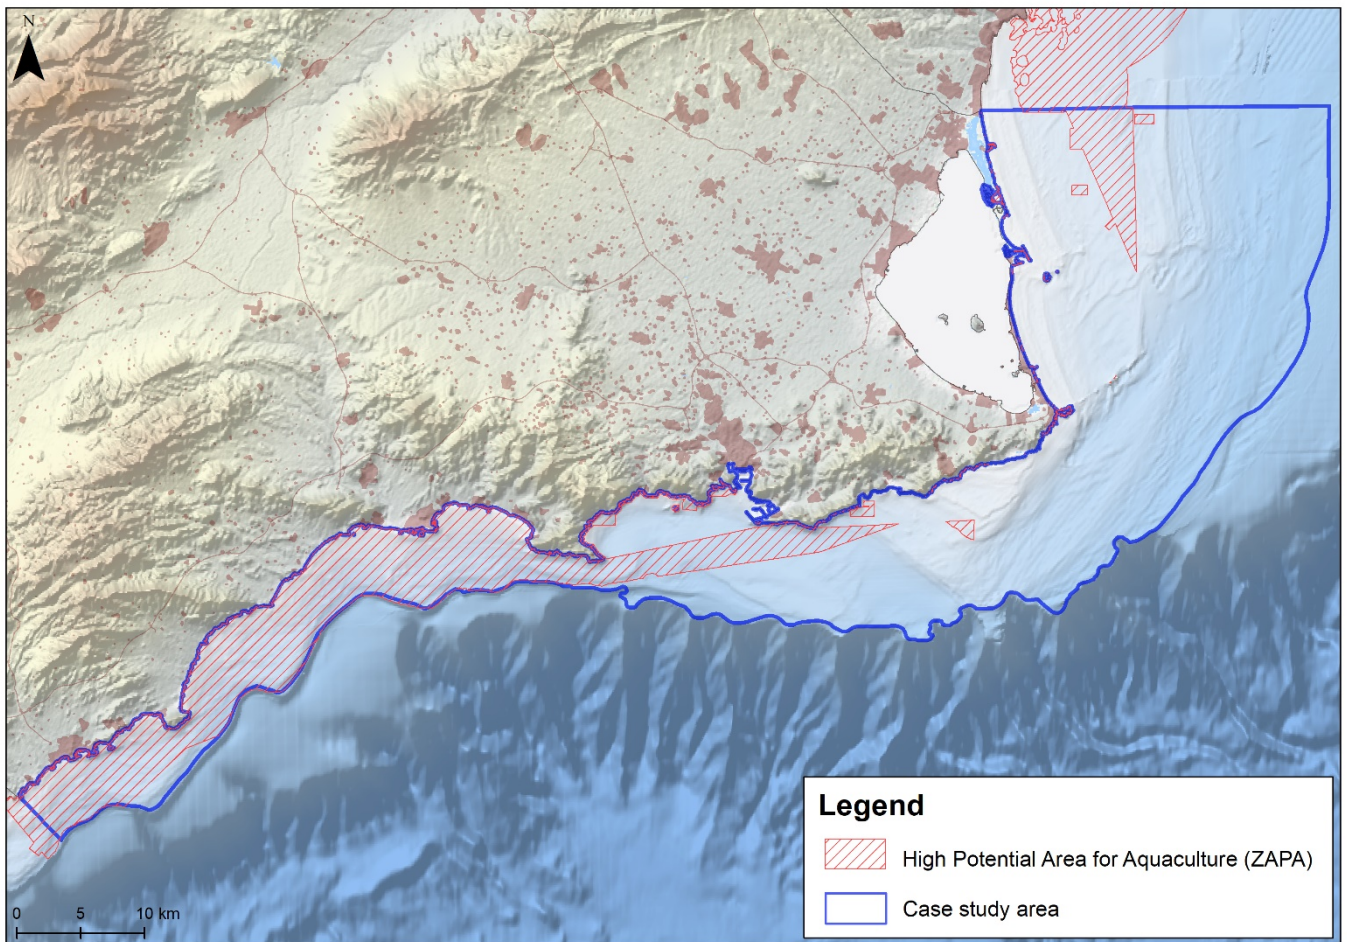 N
Legend
High Potential Area for Aquaculture (ZAPA)
Case study area
0 5 10 km